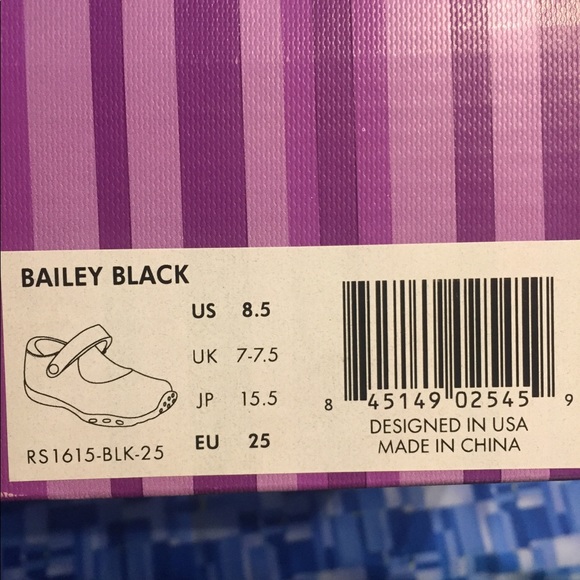 BAILEY BLACK
US 8.5
UK 7-7.5
JP 15.5
EU 25
RS1615-BLK-25
8 45149 02545 9
DESIGNED IN USA
MADE IN CHINA